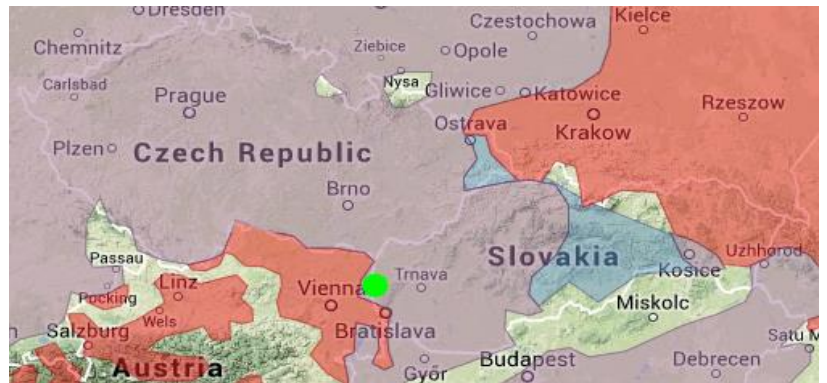 Dresden
Czestochowa
Kielce
Chemnitz
Ziebice
Opole
Carlsbad
Nysa
Gliwice
Katowice
Prague
Rzeszow
Ostrava
Krakow
Plzen
Czech Republic
Brno
Passau
Slovakia
Uzhhorod
Trnava
Kosice
Linz
Vienna
Pocking
Miskolc
Wels
Salzburg
Bratislava
Satu M
Austria
Győr
Budapest
Debrecen